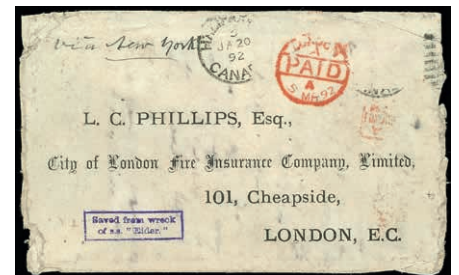 via New York
JA 20
92
CANA
PAID
A
5 MR 92
L. C. PHILLIPS, Esq.,
City of London Fire Insurance Company, Limited,
101, Cheapside,
Saved from wreck
of s.s. "Eider."
LONDON, E.C.